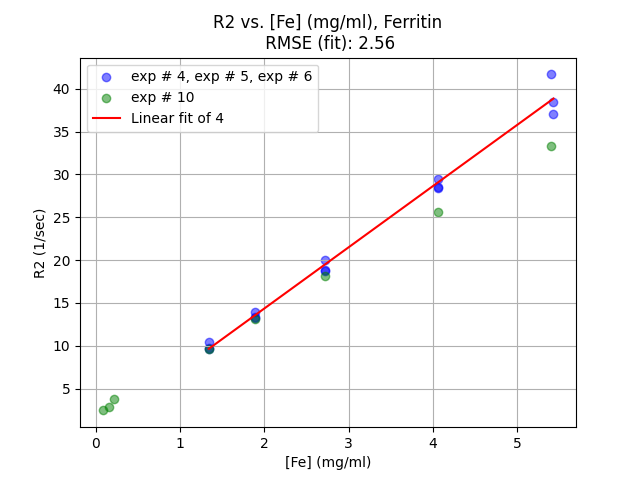 R2 vs. [Fe] (mg/ml), Ferritin
RMSE (fit): 2.56
exp # 4, exp # 5, exp # 6
exp # 10
Linear fit of 4
R2 (1/sec)
40
35
30
25
20
15
10
5
0 1 2 3 4 5
[Fe] (mg/ml)